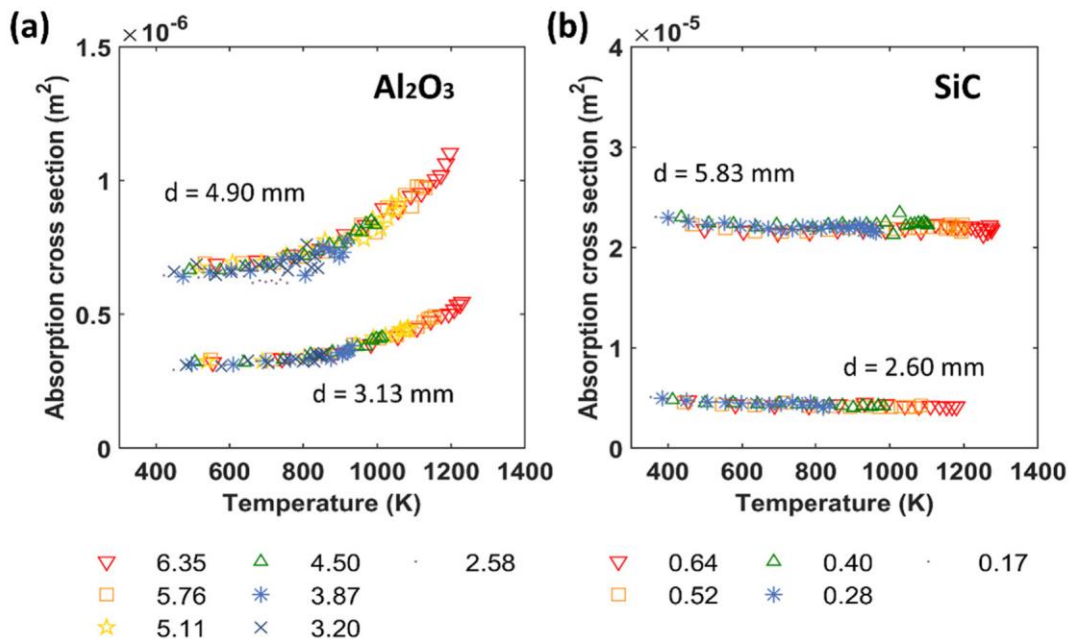 (a)
×10⁻⁶
1.5
1
0.5
0
400 600 800 1000 1200 1400
Absorption cross section (m²)
Temperature (K)
Al₂O₃
d = 4.90 mm
d = 3.13 mm
6.35 4.50 2.58
5.76 3.87
5.11 3.20
(b)
×10⁻⁵
4
3
2
1
0
400 600 800 1000 1200 1400
Absorption cross section (m²)
Temperature (K)
SiC
d = 5.83 mm
d = 2.60 mm
0.64 0.40 0.17
0.52 0.28